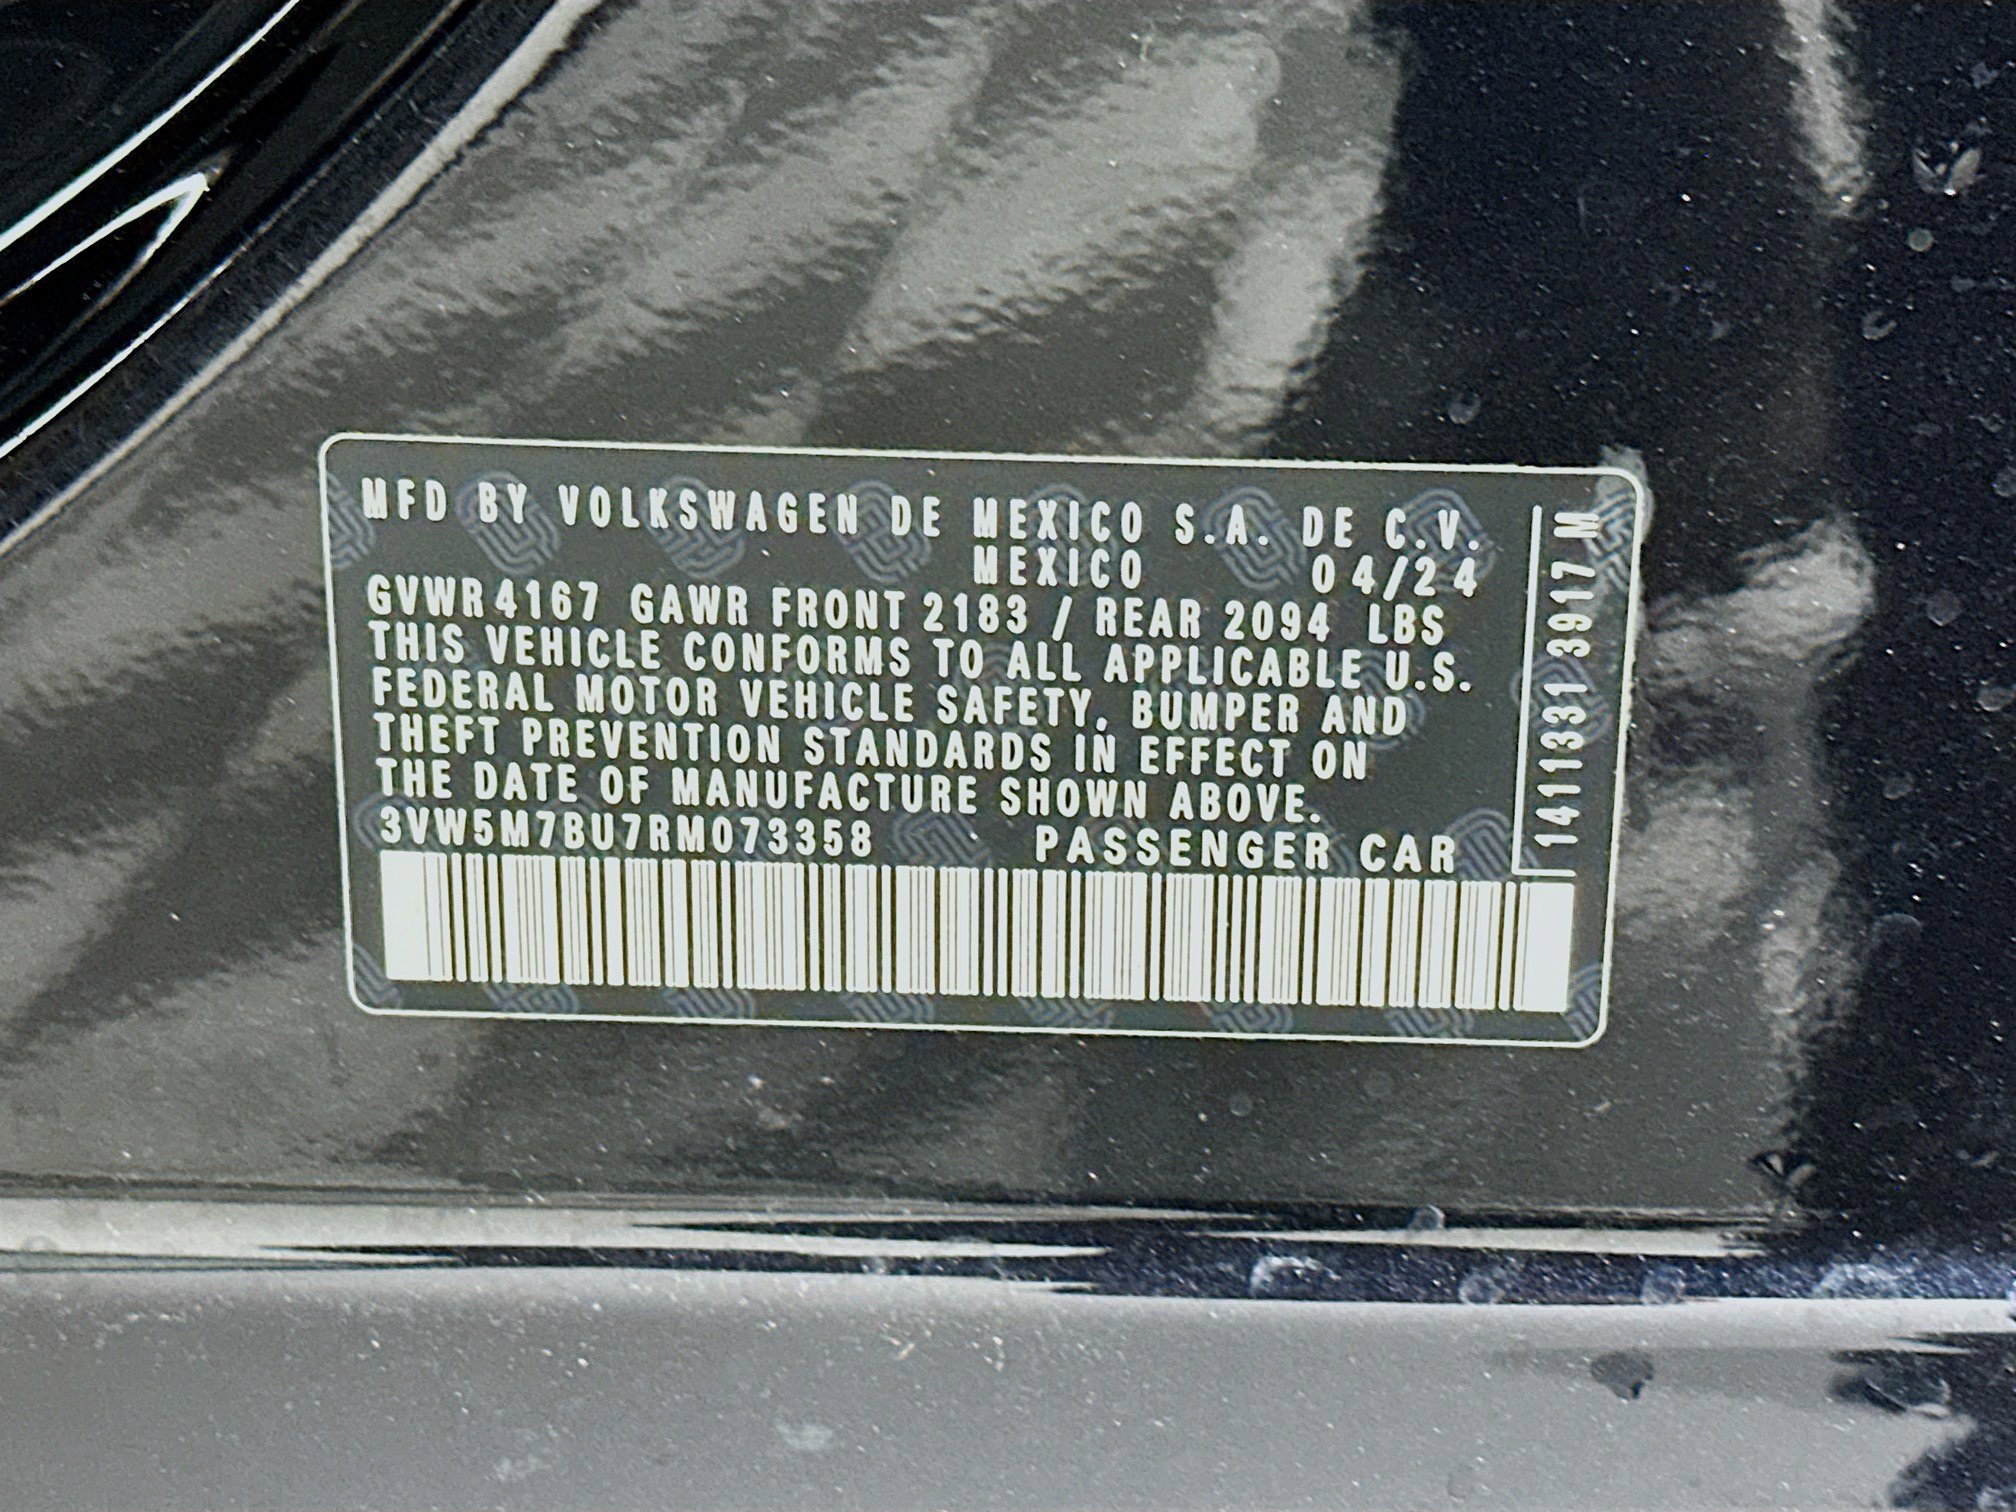 MFD BY VOLKSWAGEN DE MEXICO S.A. DE C.V.
MEXICO 04/24
GVWR 4167 GAWR FRONT 2183 / REAR 2094 LBS
THIS VEHICLE CONFORMS TO ALL APPLICABLE U.S.
FEDERAL MOTOR VEHICLE SAFETY, BUMPER AND
THEFT PREVENTION STANDARDS IN EFFECT ON
THE DATE OF MANUFACTURE SHOWN ABOVE.
3VW5M7BU7RM073358 PASSENGER CAR
1411331 3917 M